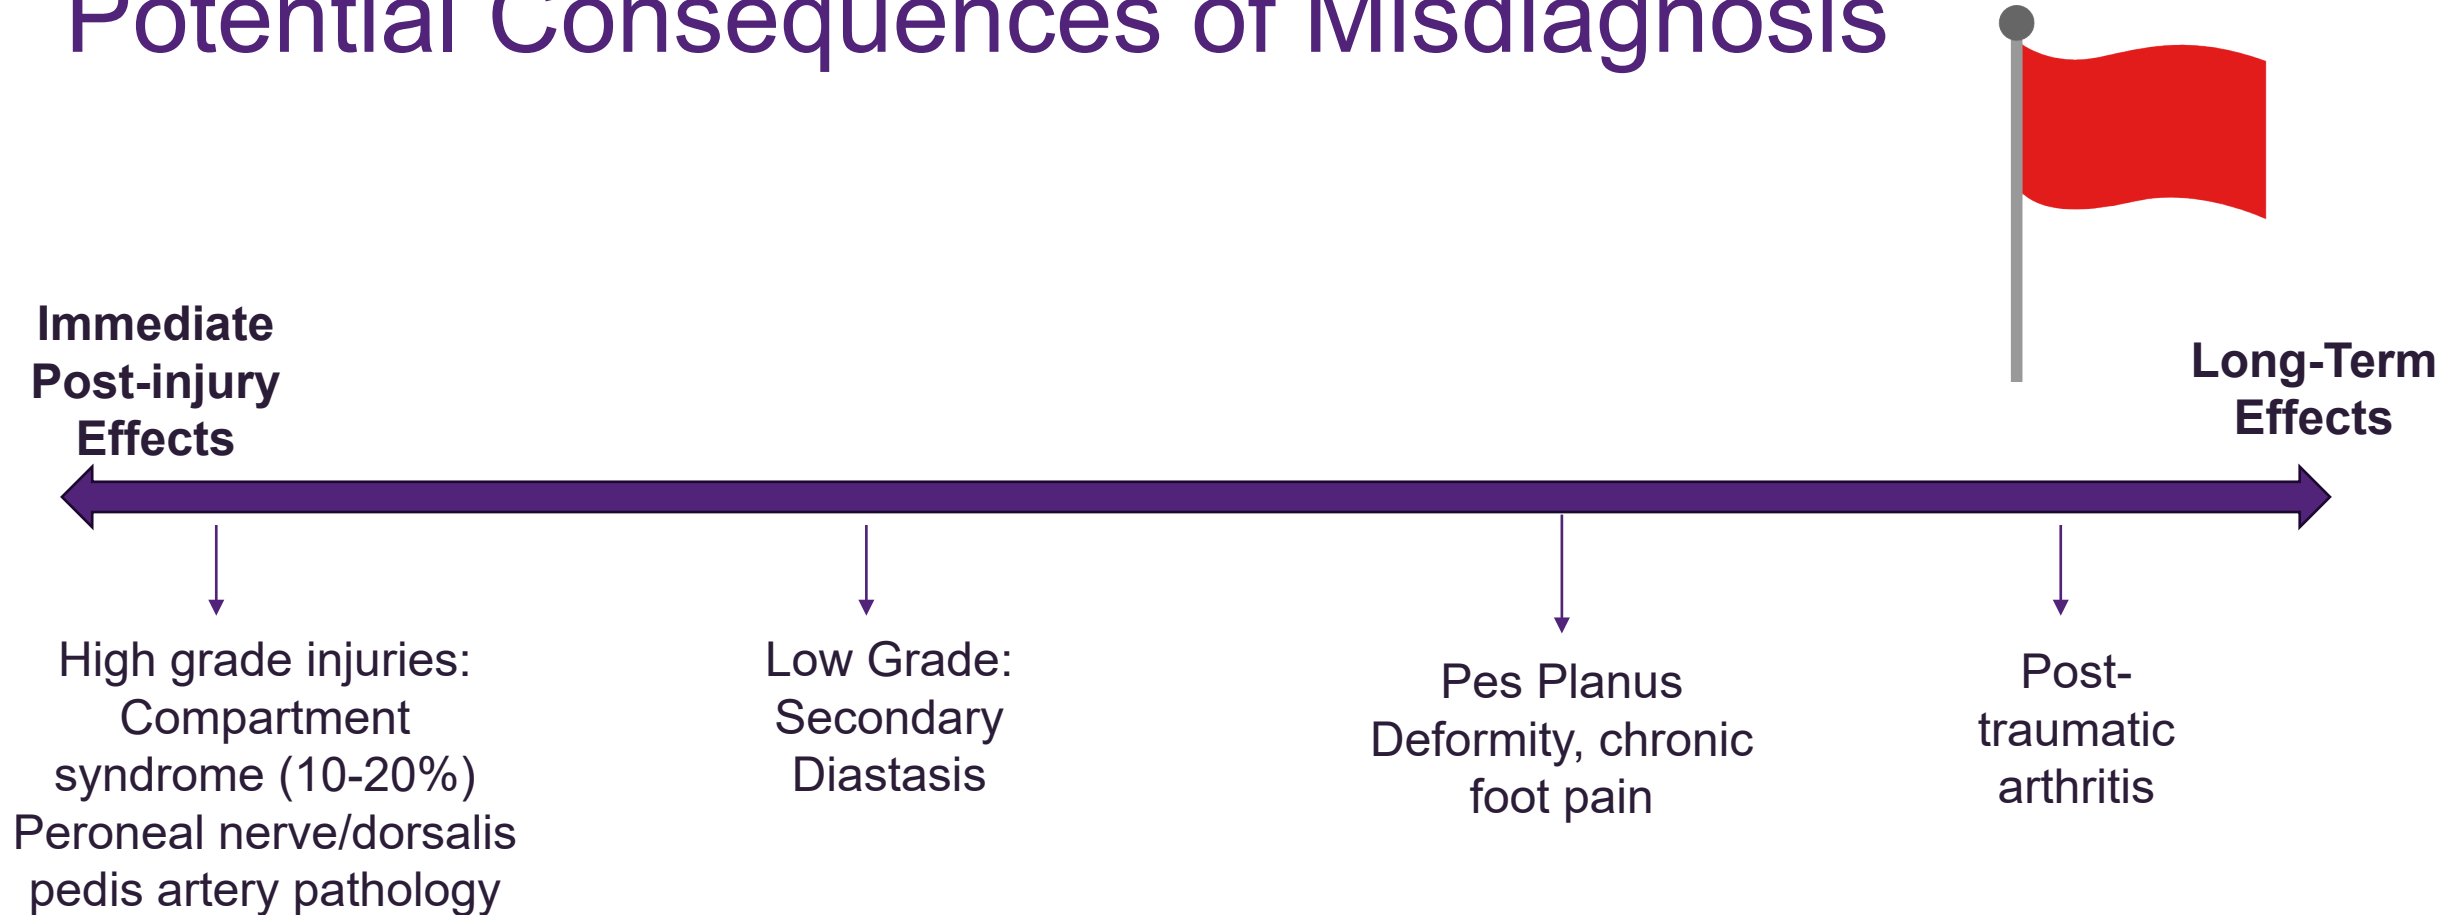 Potential Consequences of Misdiagnosis
Immediate
Post-injury
Effects
Long-Term
Effects
High grade injuries:
Compartment
syndrome (10-20%)
Peroneal nerve/dorsalis
pedis artery pathology
Low Grade:
Secondary
Diastasis
Pes Planus
Deformity, chronic
foot pain
Post-
traumatic
arthritis